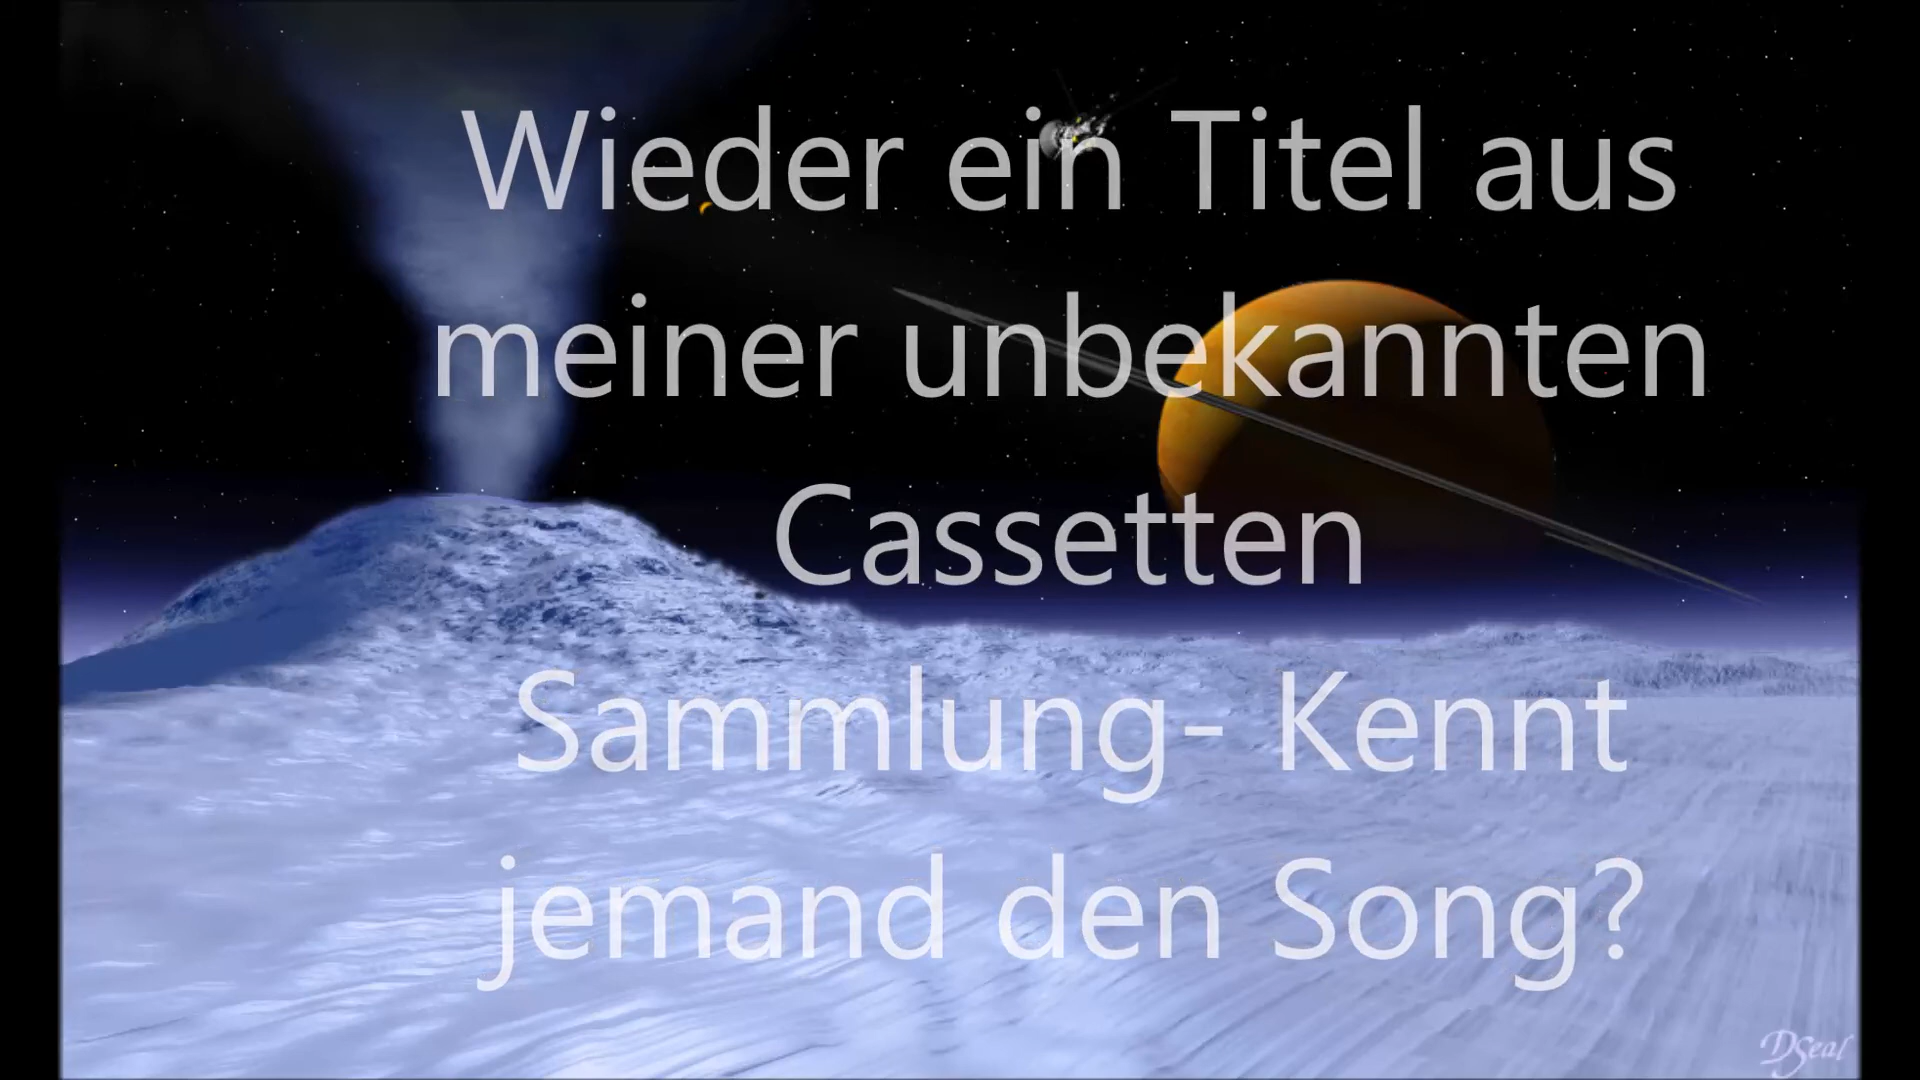 Wieder ein Titel aus
meiner unbekannten
Cassetten
Sammlung- Kennt
jemand den Song?
DSeal